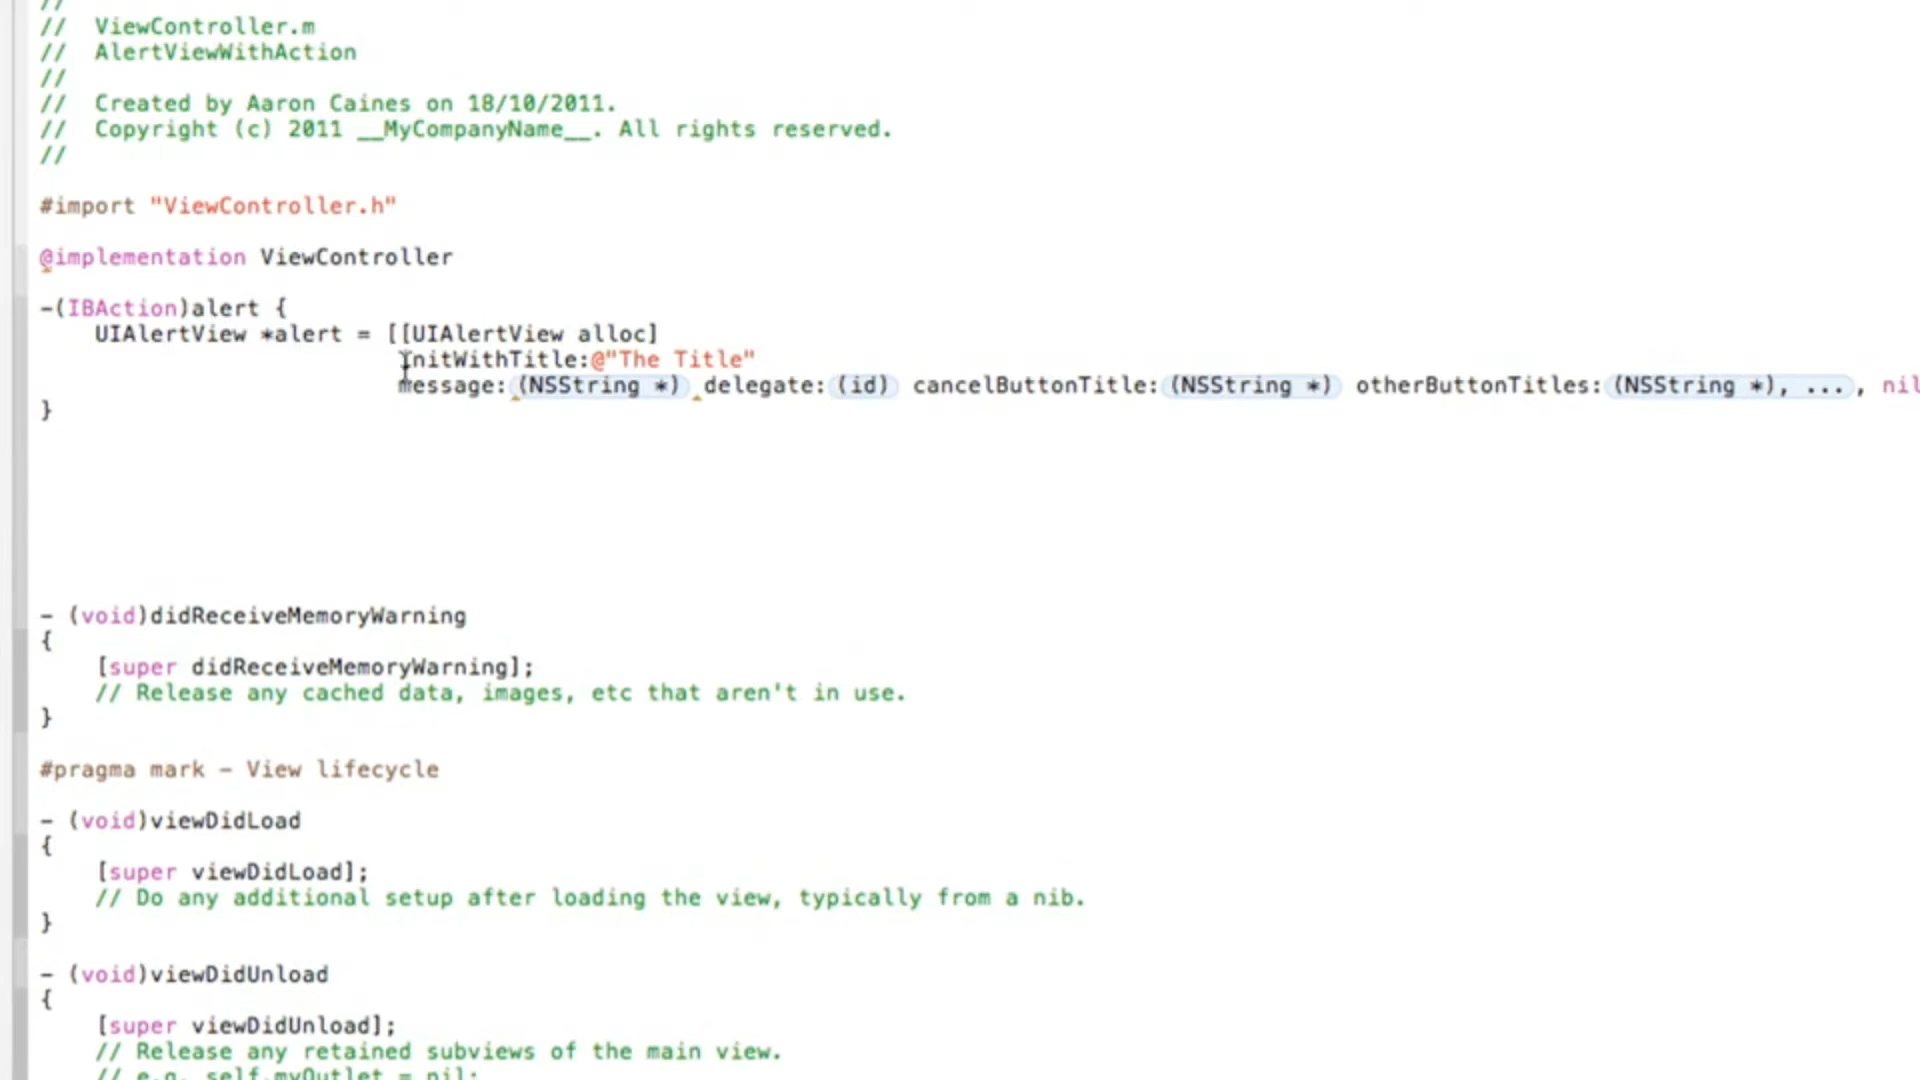 //
//  ViewController.m
//  AlertViewWithAction
//
//  Created by Aaron Caines on 18/10/2011.
//  Copyright (c) 2011 __MyCompanyName__. All rights reserved.
//
#import "ViewController.h"
@implementation ViewController
-(IBAction)alert {
UIAlertView *alert = [[UIAlertView alloc]
initWithTitle:@"The Title"
message:(NSString *) delegate:(id) cancelButtonTitle:(NSString *) otherButtonTitles:(NSString *), ..., nil
}
- (void)didReceiveMemoryWarning
{
[super didReceiveMemoryWarning];
// Release any cached data, images, etc that aren't in use.
}
#pragma mark - View lifecycle
- (void)viewDidLoad
{
[super viewDidLoad];
// Do any additional setup after loading the view, typically from a nib.
}
- (void)viewDidUnload
{
[super viewDidUnload];
// Release any retained subviews of the main view.
// e.g. self.myOutlet = nil;